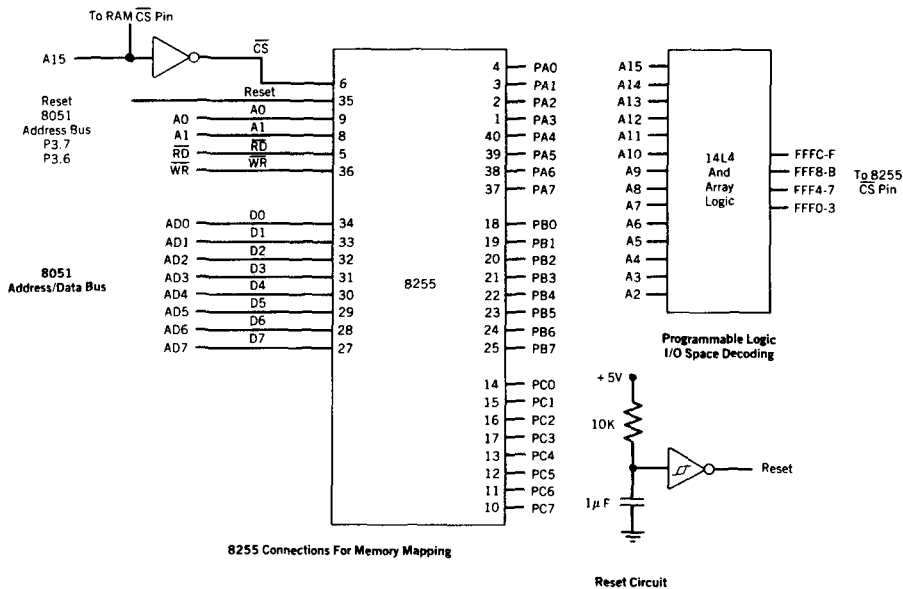 To RAM CS Pin
A15
CS
6
Reset
Reset
35
8051
Address Bus
P3.7
P3.6
A0
A0
9
A1
A1
8
RD
RD
5
WR
WR
36
AD0
D0
34
AD1
D1
33
AD2
D2
32
AD3
D3
31
AD4
D4
30
AD5
D5
29
AD6
D6
28
AD7
D7
27
8051
Address/Data Bus
8255
4 PA0
3 PA1
2 PA2
1 PA3
40 PA4
39 PA5
38 PA6
37 PA7
18 PB0
19 PB1
20 PB2
21 PB3
22 PB4
23 PB5
24 PB6
25 PB7
14 PC0
15 PC1
16 PC2
17 PC3
13 PC4
12 PC5
11 PC6
10 PC7
8255 Connections For Memory Mapping
A15
A14
A13
A12
A11
A10
A9
A8
A7
A6
A5
A4
A3
A2
14L4
And
Array
Logic
FFFC-F
FFF8-B
FFF4-7
FFF0-3
To 8255
CS Pin
Programmable Logic
I/O Space Decoding
+5V
10K
1μF
Reset
Reset Circuit